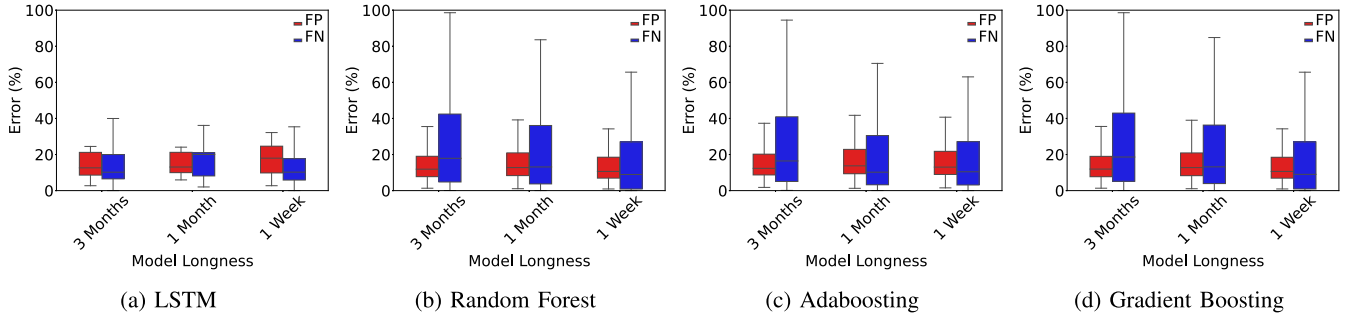 100
80
60
40
20
0
Error (%)
FP
FN
3 Months
1 Month
1 Week
Model Longness
(a) LSTM
100
80
60
40
20
0
Error (%)
FP
FN
3 Months
1 Month
1 Week
Model Longness
(b) Random Forest
100
80
60
40
20
0
Error (%)
FP
FN
3 Months
1 Month
1 Week
Model Longness
(c) Adaboosting
100
80
60
40
20
0
Error (%)
FP
FN
3 Months
1 Month
1 Week
Model Longness
(d) Gradient Boosting